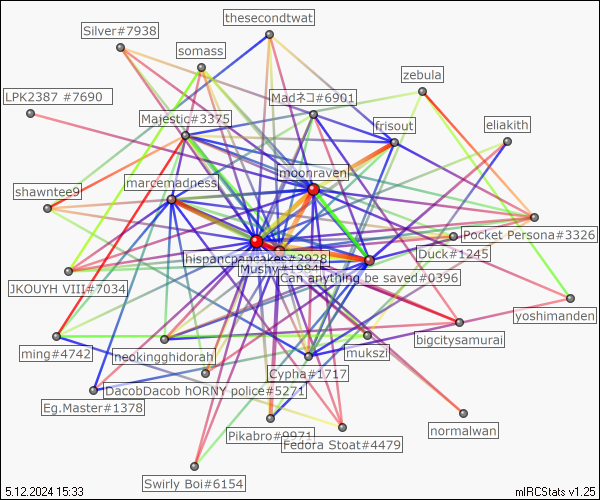 thesecondtwat
Silver#7938
somass
zebula
LPK2387 #7690
Madネコ#6901
Majestic#3375
frisout
eliakith
moonraven
marcemadness
shawntee9
Pocket Persona#3326
Duck#1245
hispancpancakes#2928
Mushy#1984
Can anything be saved#0396
JKOUYH VIII#7034
yoshimanden
bigcitysamurai
ming#4742
neokingghidorah
mukszi
Cypha#1717
DacobDacob hORNY police#5271
Eg.Master#1378
normalwan
Pikabro#9971
Fedora Stoat#4479
Swirly Boi#6154
5.12.2024 15:33
mIRCStats v1.25